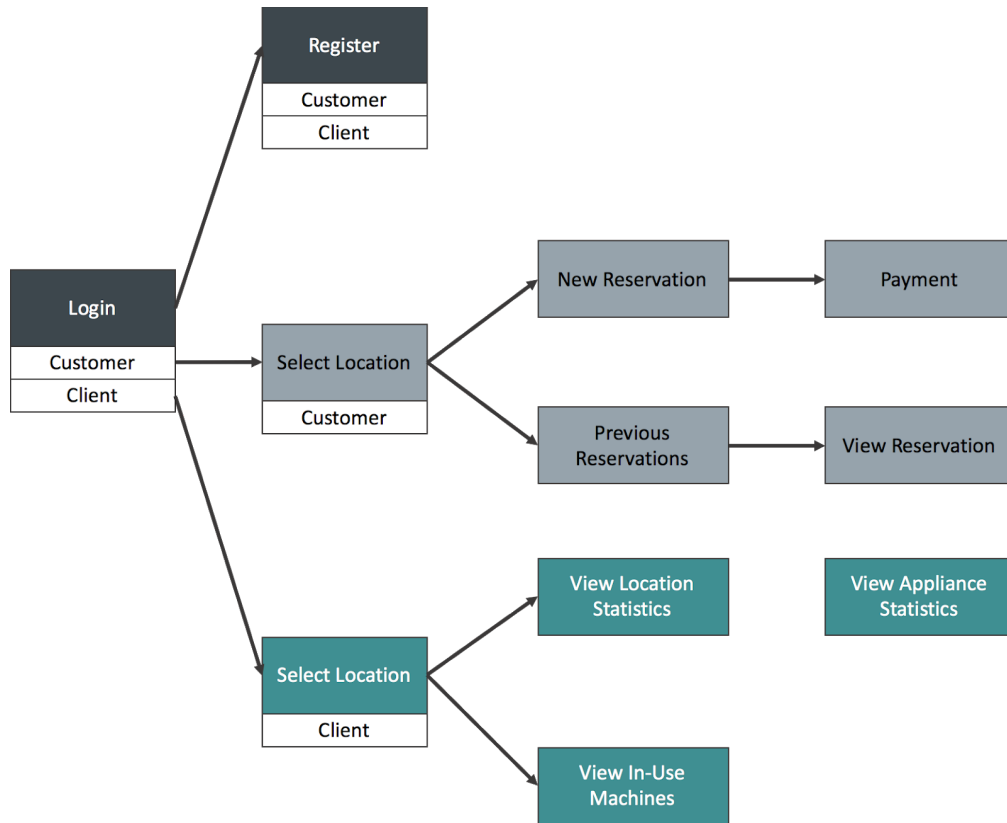 Register
Customer
Client
Login
Customer
Client
Select Location
Customer
New Reservation
Payment
Previous
Reservations
View Reservation
View Location
Statistics
View Appliance
Statistics
Select Location
Client
View In-Use
Machines